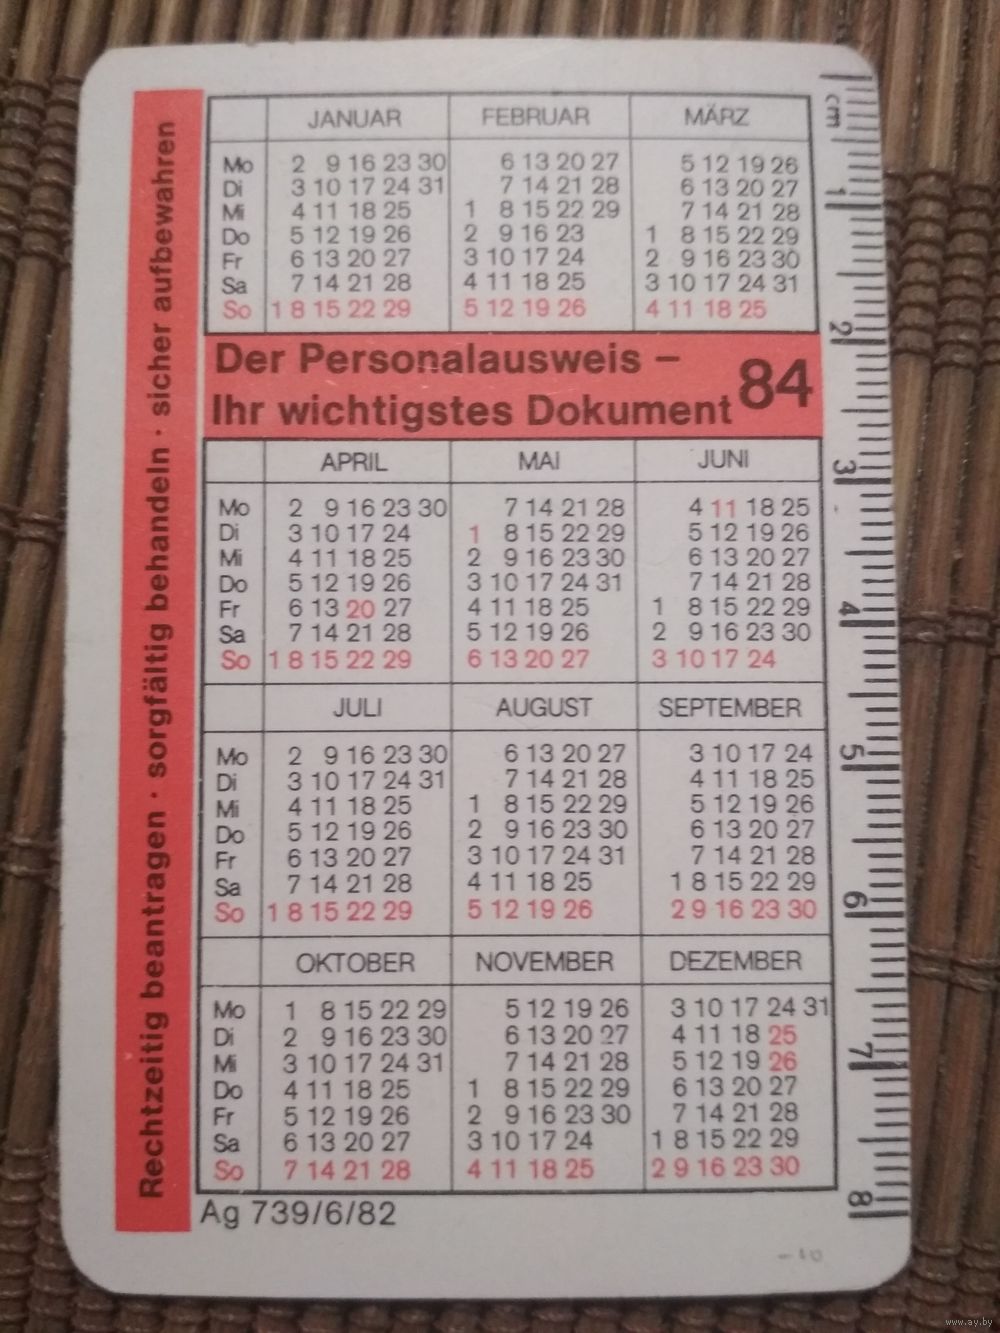 Rechtzeitig beantragen · sorgfältig behandeln · sicher aufbewahren
JANUAR FEBRUAR MÄRZ
Mo 2 9 16 23 30 6 13 20 27 5 12 19 26
Di 3 10 17 24 31 7 14 21 28 6 13 20 27
Mi 4 11 18 25 1 8 15 22 29 7 14 21 28
Do 5 12 19 26 2 9 16 23 1 8 15 22 29
Fr 6 13 20 27 3 10 17 24 2 9 16 23 30
Sa 7 14 21 28 4 11 18 25 3 10 17 24 31
So 1 8 15 22 29 5 12 19 26 4 11 18 25
Der Personalausweis –
Ihr wichtigstes Dokument 84
APRIL MAI JUNI
Mo 2 9 16 23 30 7 14 21 28 4 11 18 25
Di 3 10 17 24 1 8 15 22 29 5 12 19 26
Mi 4 11 18 25 2 9 16 23 30 6 13 20 27
Do 5 12 19 26 3 10 17 24 31 7 14 21 28
Fr 6 13 20 27 4 11 18 25 1 8 15 22 29
Sa 7 14 21 28 5 12 19 26 2 9 16 23 30
So 1 8 15 22 29 6 13 20 27 3 10 17 24
JULI AUGUST SEPTEMBER
Mo 2 9 16 23 30 6 13 20 27 3 10 17 24
Di 3 10 17 24 31 7 14 21 28 4 11 18 25
Mi 4 11 18 25 1 8 15 22 29 5 12 19 26
Do 5 12 19 26 2 9 16 23 30 6 13 20 27
Fr 6 13 20 27 3 10 17 24 31 7 14 21 28
Sa 7 14 21 28 4 11 18 25 1 8 15 22 29
So 1 8 15 22 29 5 12 19 26 2 9 16 23 30
OKTOBER NOVEMBER DEZEMBER
Mo 1 8 15 22 29 5 12 19 26 3 10 17 24 31
Di 2 9 16 23 30 6 13 20 27 4 11 18 25
Mi 3 10 17 24 31 7 14 21 28 5 12 19 26
Do 4 11 18 25 1 8 15 22 29 6 13 20 27
Fr 5 12 19 26 2 9 16 23 30 7 14 21 28
Sa 6 13 20 27 3 10 17 24 1 8 15 22 29
So 7 14 21 28 4 11 18 25 2 9 16 23 30
Ag 739/6/82
cm 1 2 3 4 5 6 7 8
www.ay.by